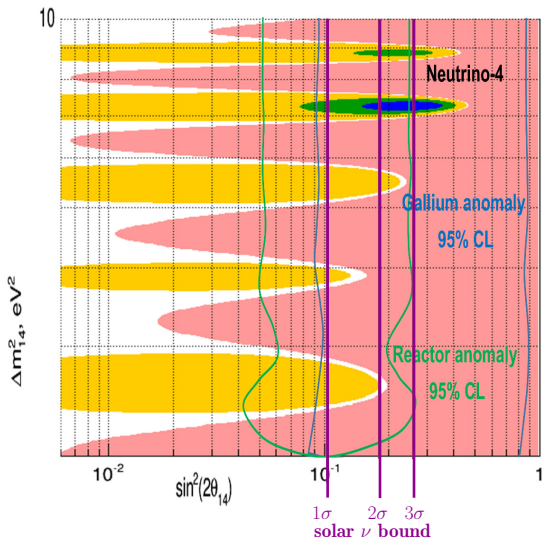 10
Neutrino-4
Gallium anomaly
95% CL
Δm²₁₄, eV²
Reactor anomaly
95% CL
10⁻² 10⁻¹ 1
sin²(2θ₁₄)
1σ 2σ 3σ
solar ν bound